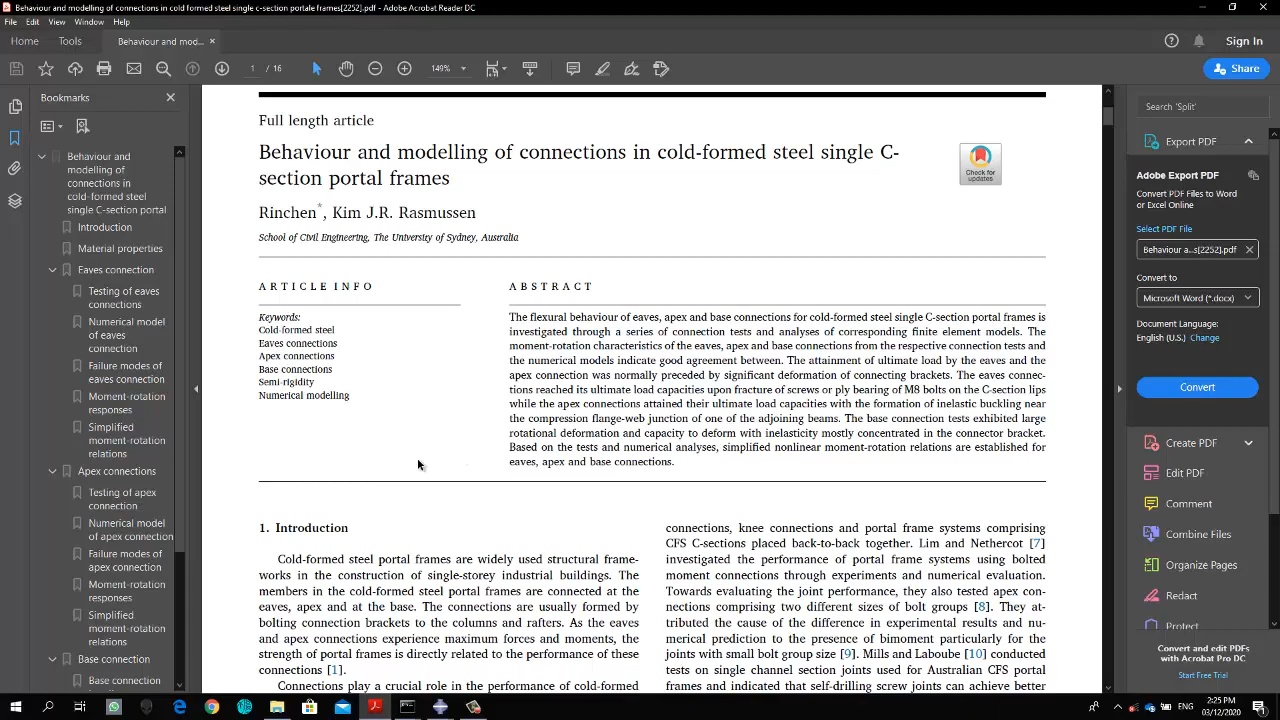 Behaviour and modelling of connections in cold formed steel single c-section portale frames[2252].pdf - Adobe Acrobat Reader DC
File Edit View Window Help
Home Tools Behaviour and mod... × Sign In
1 / 16 149% Share
Bookmarks
Behaviour and
modelling of
connections in
cold-formed steel
single C-section portal
frames
Introduction
Material properties
Eaves connection
Testing of eaves
connections
Numerical model
of eaves
connection
Failure modes of
eaves connection
Moment-rotation
responses
Simplified
moment-rotation
relations
Apex connections
Testing of apex
connection
Numerical model
of apex connection
Failure modes of
apex connection
Moment-rotation
responses
Simplified
moment-rotation
relations
Base connection
Base connection
Full length article
Behaviour and modelling of connections in cold-formed steel single C-
section portal frames
Check for
updates
Rinchen*, Kim J.R. Rasmussen
School of Civil Engineering, The University of Sydney, Australia
ARTICLE INFO
Keywords:
Cold-formed steel
Eaves connections
Apex connections
Base connections
Semi-rigidity
Numerical modelling
ABSTRACT
The flexural behaviour of eaves, apex and base connections for cold-formed steel single C-section portal frames is
investigated through a series of connection tests and analyses of corresponding finite element models. The
moment-rotation characteristics of the eaves, apex and base connections from the respective connection tests and
the numerical models indicate good agreement between. The attainment of ultimate load by the eaves and the
apex connection was normally preceded by significant deformation of connecting brackets. The eaves connec-
tions reached its ultimate load capacities upon fracture of screws or ply bearing of M8 bolts on the C-section lips
while the apex connections attained their ultimate load capacities with the formation of inelastic buckling near
the compression flange-web junction of one of the adjoining beams. The base connection tests exhibited large
rotational deformation and capacity to deform with inelasticity mostly concentrated in the connector bracket.
Based on the tests and numerical analyses, simplified nonlinear moment-rotation relations are established for
eaves, apex and base connections.
1. Introduction
Cold-formed steel portal frames are widely used structural frame-
works in the construction of single-storey industrial buildings. The
members in the cold-formed steel portal frames are connected at the
eaves, apex and at the base. The connections are usually formed by
bolting connection brackets to the columns and rafters. As the eaves
and apex connections experience maximum forces and moments, the
strength of portal frames is directly related to the performance of these
connections [1].
Connections play a crucial role in the performance of cold-formed
connections, knee connections and portal frame systems comprising
CFS C-sections placed back-to-back together. Lim and Nethercot [7]
investigated the performance of portal frame systems using bolted
moment connections through experiments and numerical evaluation.
Towards evaluating the joint performance, they also tested apex con-
nections comprising two different sizes of bolt groups [8]. They at-
tributed the cause of the difference in experimental results and nu-
merical prediction to the presence of bimoment particularly for the
joints with small bolt group size [9]. Mills and Laboube [10] conducted
tests on single channel section joints used for Australian CFS portal
frames and indicated that self-drilling screw joints can achieve better
Search 'Split'
Export PDF
Adobe Export PDF
Convert PDF Files to Word
or Excel Online
Select PDF File
Behaviour a...s[2252].pdf ×
Convert to
Microsoft Word (*.docx)
Document Language:
English (U.S.) Change
Convert
Create PDF
Edit PDF
Comment
Combine Files
Organize Pages
Redact
Protect
Convert and edit PDFs
with Acrobat Pro DC
Start Free Trial
ENG
2:25 PM
03/12/2020